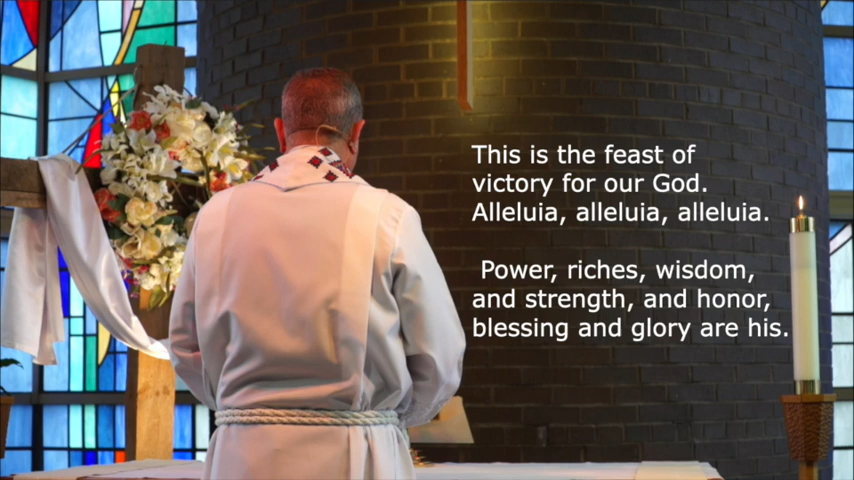 This is the feast of
victory for our God.
Alleluia, alleluia, alleluia.
Power, riches, wisdom,
and strength, and honor,
blessing and glory are his.